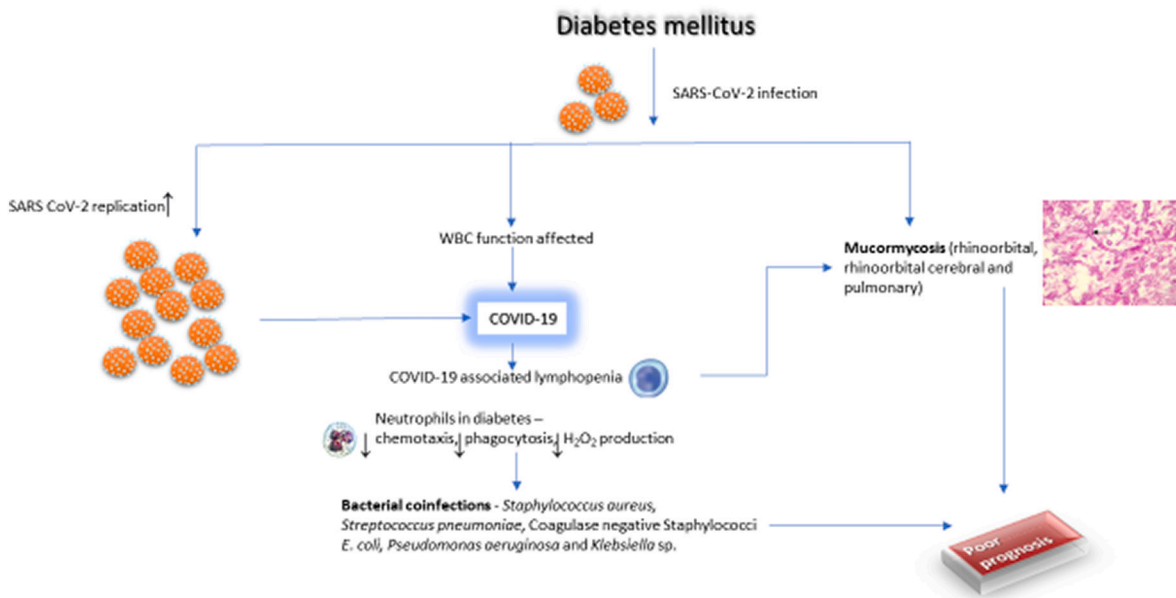 Diabetes mellitus
SARS-CoV-2 infection
SARS CoV-2 replication↑
WBC function affected
Mucormycosis (rhinoorbital,
rhinoorbital cerebral and
pulmonary)
COVID-19
COVID-19 associated lymphopenia
Neutrophils in diabetes –
↓ chemotaxis,↓ phagocytosis,↓ H₂O₂ production
Bacterial coinfections - Staphylococcus aureus,
Streptococcus pneumoniae, Coagulase negative Staphylococci
E. coli, Pseudomonas aeruginosa and Klebsiella sp.
Poor
prognosis